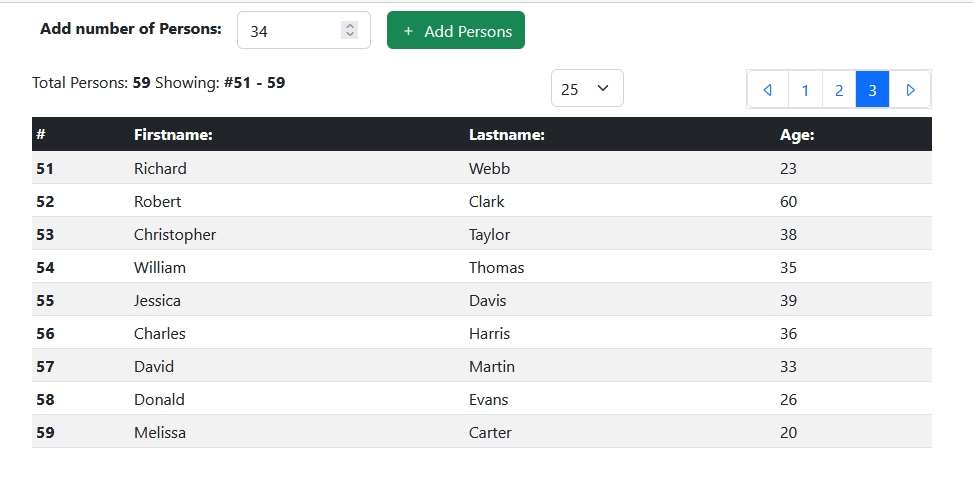 Add number of Persons: 34 + Add Persons
Total Persons: 59 Showing: #51 - 59 25 1 2 3
# Firstname: Lastname: Age:
51 Richard Webb 23
52 Robert Clark 60
53 Christopher Taylor 38
54 William Thomas 35
55 Jessica Davis 39
56 Charles Harris 36
57 David Martin 33
58 Donald Evans 26
59 Melissa Carter 20